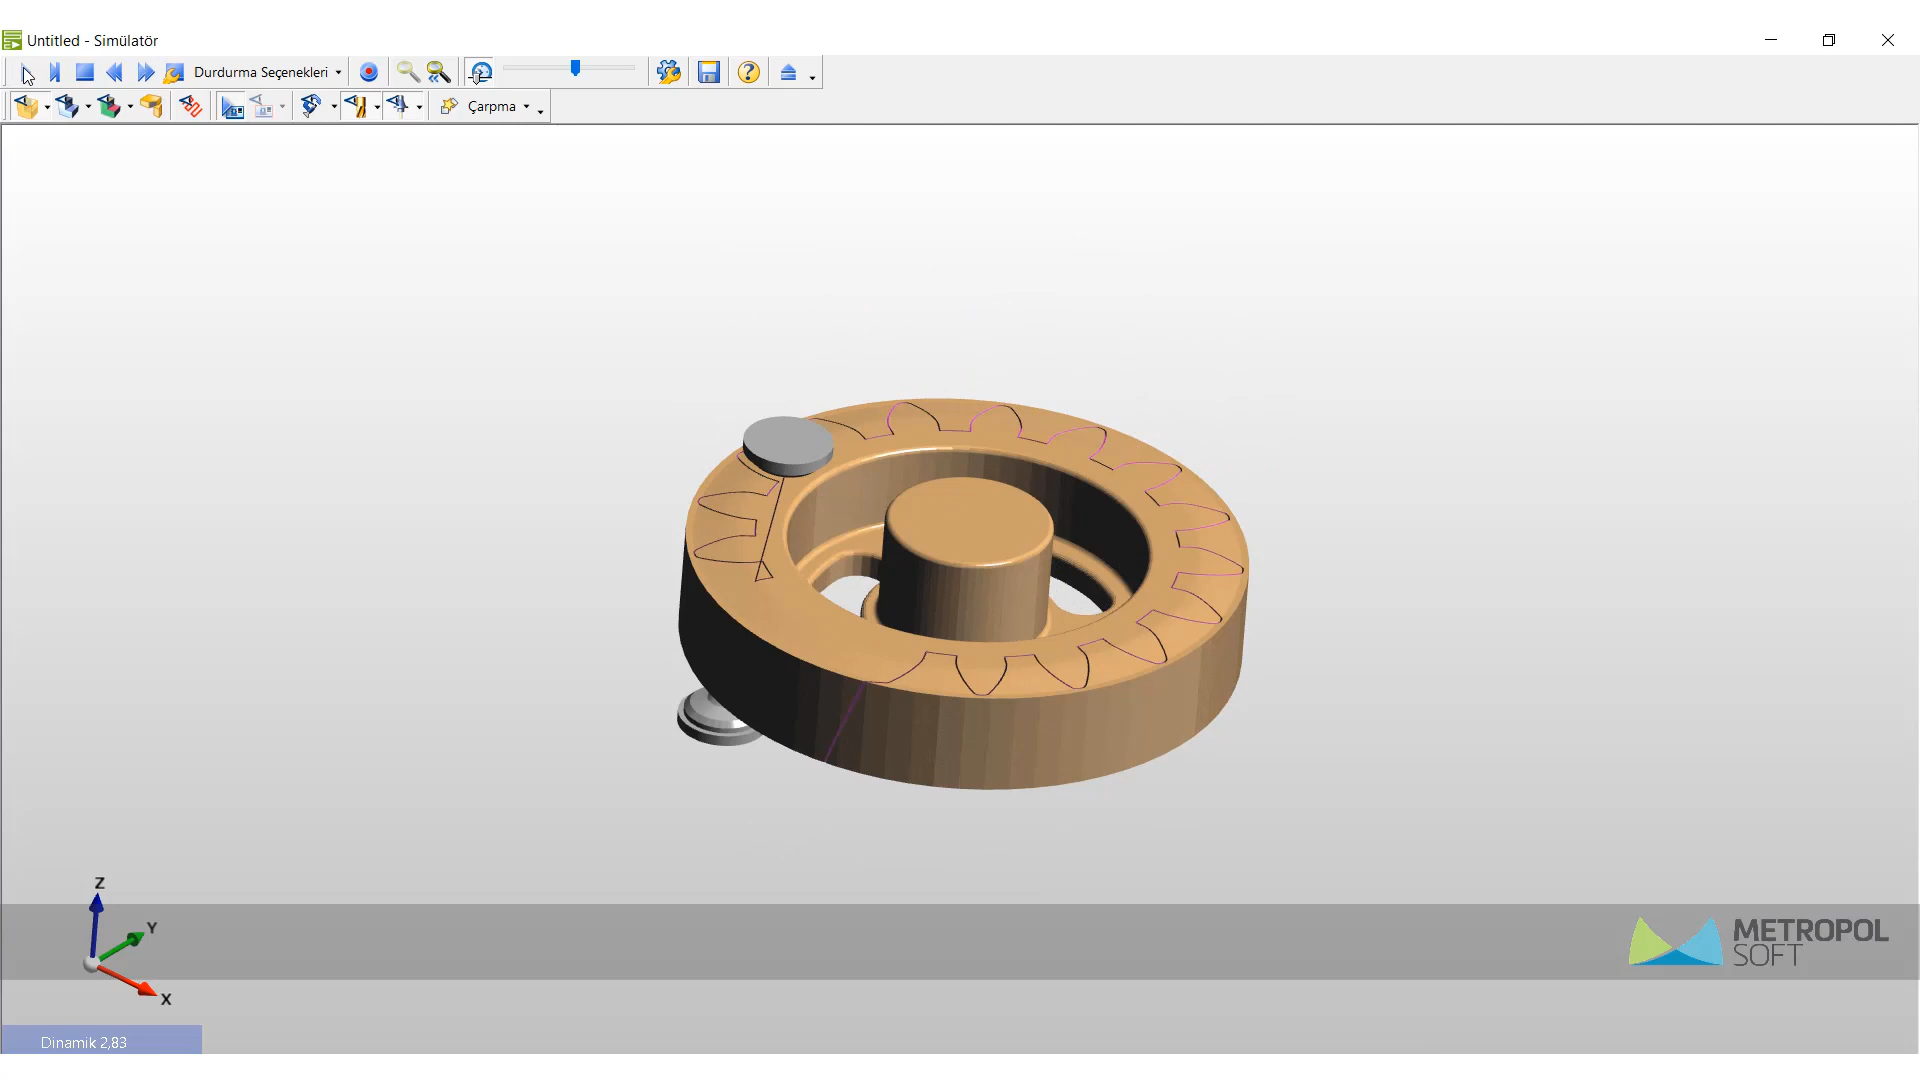 Untitled - Simülatör
Durdurma Seçenekleri
Çarpma
Z
Y
X
METROPOL
SOFT
Dinamik 2,83